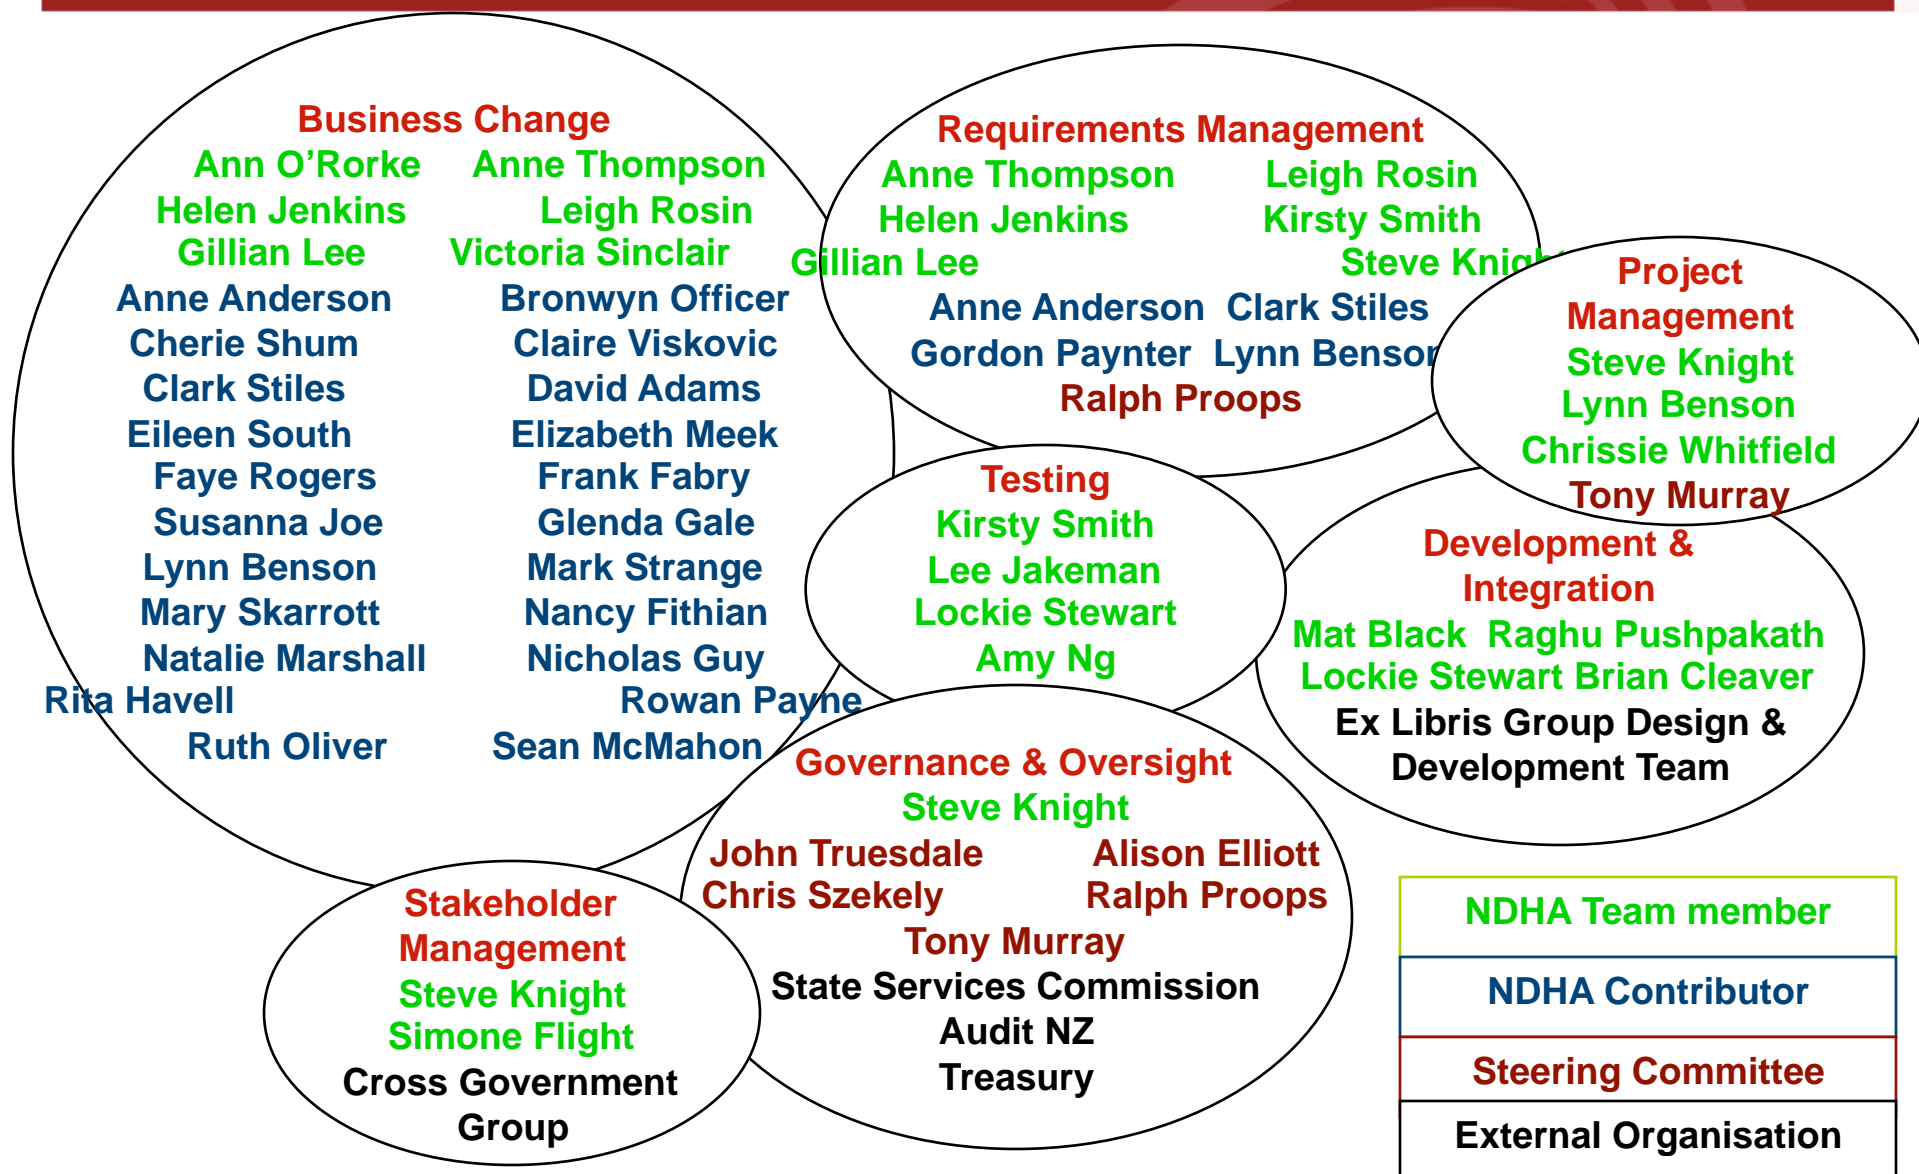 Business Change
Ann O’Rorke Anne Thompson
Helen Jenkins Leigh Rosin
Gillian Lee Victoria Sinclair
Anne Anderson Bronwyn Officer
Cherie Shum Claire Viskovic
Clark Stiles David Adams
Eileen South Elizabeth Meek
Faye Rogers Frank Fabry
Susanna Joe Glenda Gale
Lynn Benson Mark Strange
Mary Skarrott Nancy Fithian
Natalie Marshall Nicholas Guy
Rita Havell Rowan Payne
Ruth Oliver Sean McMahon
Requirements Management
Anne Thompson Leigh Rosin
Helen Jenkins Kirsty Smith
Gillian Lee Steve Knight
Anne Anderson Clark Stiles
Gordon Paynter Lynn Benson
Ralph Proops
Project
Management
Steve Knight
Lynn Benson
Chrissie Whitfield
Tony Murray
Testing
Kirsty Smith
Lee Jakeman
Lockie Stewart
Amy Ng
Development &
Integration
Mat Black Raghu Pushpakath
Lockie Stewart Brian Cleaver
Ex Libris Group Design &
Development Team
Governance & Oversight
Steve Knight
John Truesdale Alison Elliott
Chris Szekely Ralph Proops
Tony Murray
State Services Commission
Audit NZ
Treasury
Stakeholder
Management
Steve Knight
Simone Flight
Cross Government
Group
NDHA Team member
NDHA Contributor
Steering Committee
External Organisation